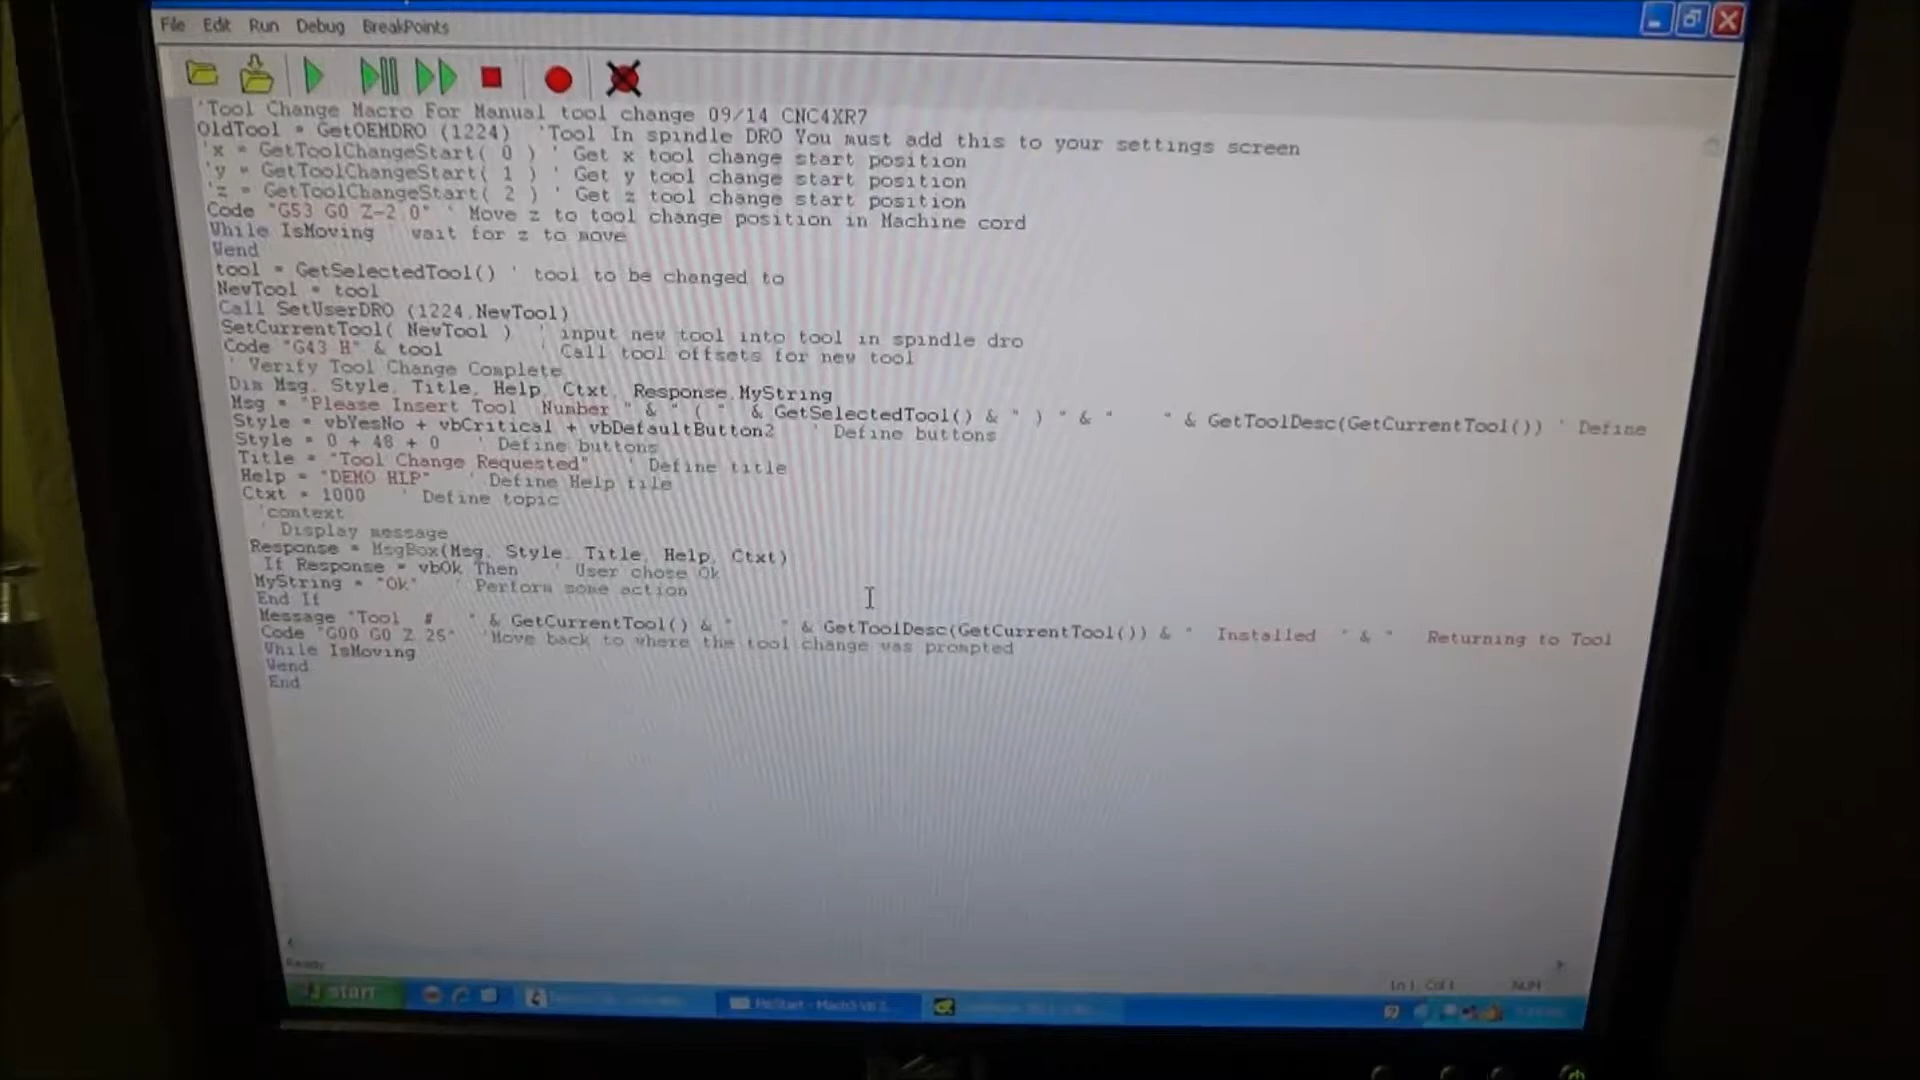 File Edit Run Debug BreakPoints
'Tool Change Macro For Manual tool change 09/14 CNC4XR7
OldTool = GetOEMDRO (1224) 'Tool In spindle DRO You must add this to your settings screen
'x = GetToolChangeStart( 0 ) ' Get x tool change start position
'y = GetToolChangeStart( 1 ) ' Get y tool change start position
'z = GetToolChangeStart( 2 ) ' Get z tool change start position
Code "G53 G0 Z-2.0" ' Move z to tool change position in Machine cord
While IsMoving ' wait for z to move
Wend
tool = GetSelectedTool() ' tool to be changed to
NewTool = tool
Call SetUserDRO (1224,NewTool)
SetCurrentTool( NewTool ) ' input new tool into tool in spindle dro
Code "G43 H" & tool ' Call tool offsets for new tool
' Verify Tool Change Complete
Dim Msg, Style, Title, Help, Ctxt, Response,MyString
Msg = "Please Insert Tool Number " & " ( " & GetSelectedTool() & " ) " & " " & GetToolDesc(GetCurrentTool()) ' Define
Style = vbYesNo + vbCritical + vbDefaultButton2 ' Define buttons
Style = 0 + 48 + 0 ' Define buttons
Title = "Tool Change Requested" ' Define title
Help = "DEMO.HLP" ' Define Help file
Ctxt = 1000 ' Define topic
'context
' Display message
Response = MsgBox(Msg, Style, Title, Help, Ctxt)
If Response = vbOk Then ' User chose Ok
MyString = "Ok" ' Perform some action
End If
Message "Tool # " & GetCurrentTool() & " " & GetToolDesc(GetCurrentTool()) & " Installed " & " Returning to Tool
Code "G00 G0 Z.25" 'Move back to where the tool change was prompted
While IsMoving
Wend
End
Ready
Ln 1, Col 1 NUM
start